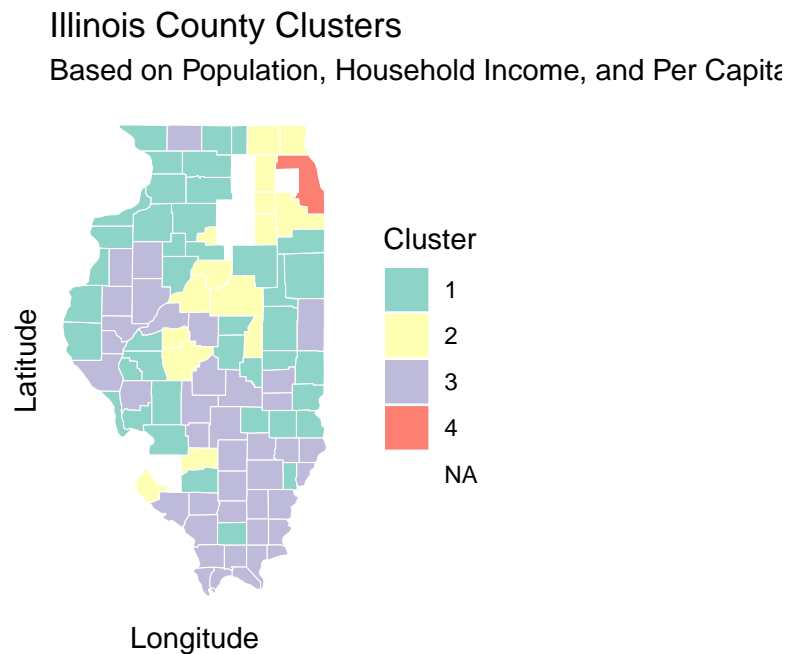 Illinois County Clusters
Based on Population, Household Income, and Per Capita
Latitude
Cluster
1
2
3
4
NA
Longitude